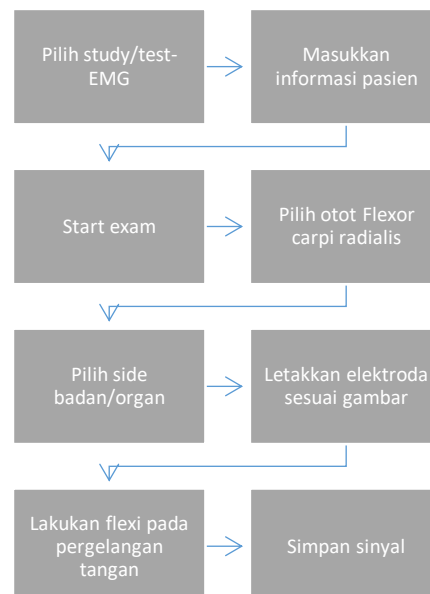 Pilih study/test-
EMG
Masukkan
informasi pasien
Start exam
Pilih otot Flexor
carpi radialis
Pilih side
badan/organ
Letakkan elektroda
sesuai gambar
Lakukan flexi pada
pergelangan
tangan
Simpan sinyal